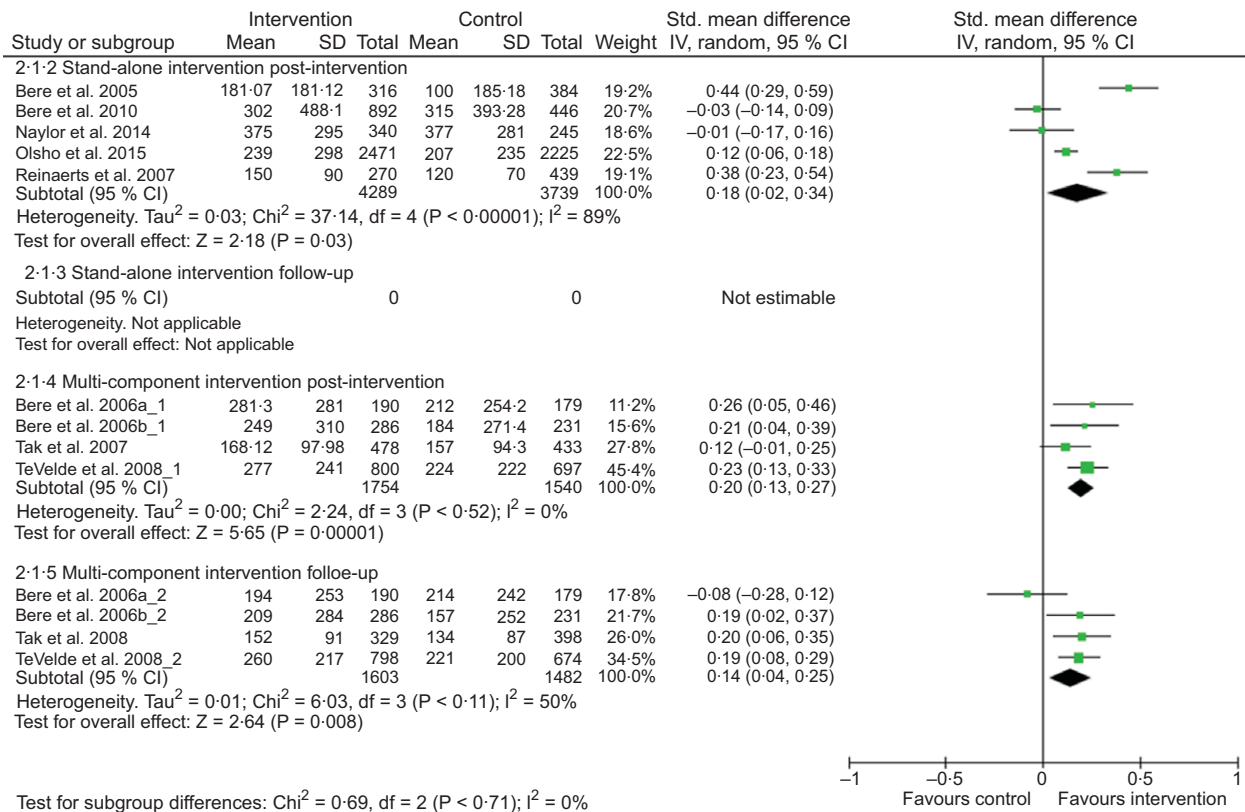 Intervention Control Std. mean difference Std. mean difference
Study or subgroup Mean SD Total Mean SD Total Weight IV, random, 95 % CI IV, random, 95 % CI
2·1·2 Stand-alone intervention post-intervention
Bere et al. 2005 181·07 181·12 316 100 185·18 384 19·2% 0·44 (0·29, 0·59)
Bere et al. 2010 302 488·1 892 315 393·28 446 20·7% −0·03 (−0·14, 0·09)
Naylor et al. 2014 375 295 340 377 281 245 18·6% −0·01 (−0·17, 0·16)
Olsho et al. 2015 239 298 2471 207 235 2225 22·5% 0·12 (0·06, 0·18)
Reinaerts et al. 2007 150 90 270 120 70 439 19·1% 0·38 (0·23, 0·54)
Subtotal (95 % CI) 4289 3739 100·0% 0·18 (0·02, 0·34)
Heterogeneity. Tau² = 0·03; Chi² = 37·14, df = 4 (P < 0·00001); I² = 89%
Test for overall effect: Z = 2·18 (P = 0·03)
2·1·3 Stand-alone intervention follow-up
Subtotal (95 % CI) 0 0 Not estimable
Heterogeneity. Not applicable
Test for overall effect: Not applicable
2·1·4 Multi-component intervention post-intervention
Bere et al. 2006a_1 281·3 281 190 212 254·2 179 11·2% 0·26 (0·05, 0·46)
Bere et al. 2006b_1 249 310 286 184 271·4 231 15·6% 0·21 (0·04, 0·39)
Tak et al. 2007 168·12 97·98 478 157 94·3 433 27·8% 0·12 (−0·01, 0·25)
TeVelde et al. 2008_1 277 241 800 224 222 697 45·4% 0·23 (0·13, 0·33)
Subtotal (95 % CI) 1754 1540 100·0% 0·20 (0·13, 0·27)
Heterogeneity. Tau² = 0·00; Chi² = 2·24, df = 3 (P < 0·52); I² = 0%
Test for overall effect: Z = 5·65 (P = 0·00001)
2·1·5 Multi-component intervention folloe-up
Bere et al. 2006a_2 194 253 190 214 242 179 17·8% −0·08 (−0·28, 0·12)
Bere et al. 2006b_2 209 284 286 157 252 231 21·7% 0·19 (0·02, 0·37)
Tak et al. 2008 152 91 329 134 87 398 26·0% 0·20 (0·06, 0·35)
TeVelde et al. 2008_2 260 217 798 221 200 674 34·5% 0·19 (0·08, 0·29)
Subtotal (95 % CI) 1603 1482 100·0% 0·14 (0·04, 0·25)
Heterogeneity. Tau² = 0·01; Chi² = 6·03, df = 3 (P < 0·11); I² = 50%
Test for overall effect: Z = 2·64 (P = 0·008)
−1 −0·5 0 0·5 1
Favours control Favours intervention
Test for subgroup differences: Chi² = 0·69, df = 2 (P < 0·71); I² = 0%